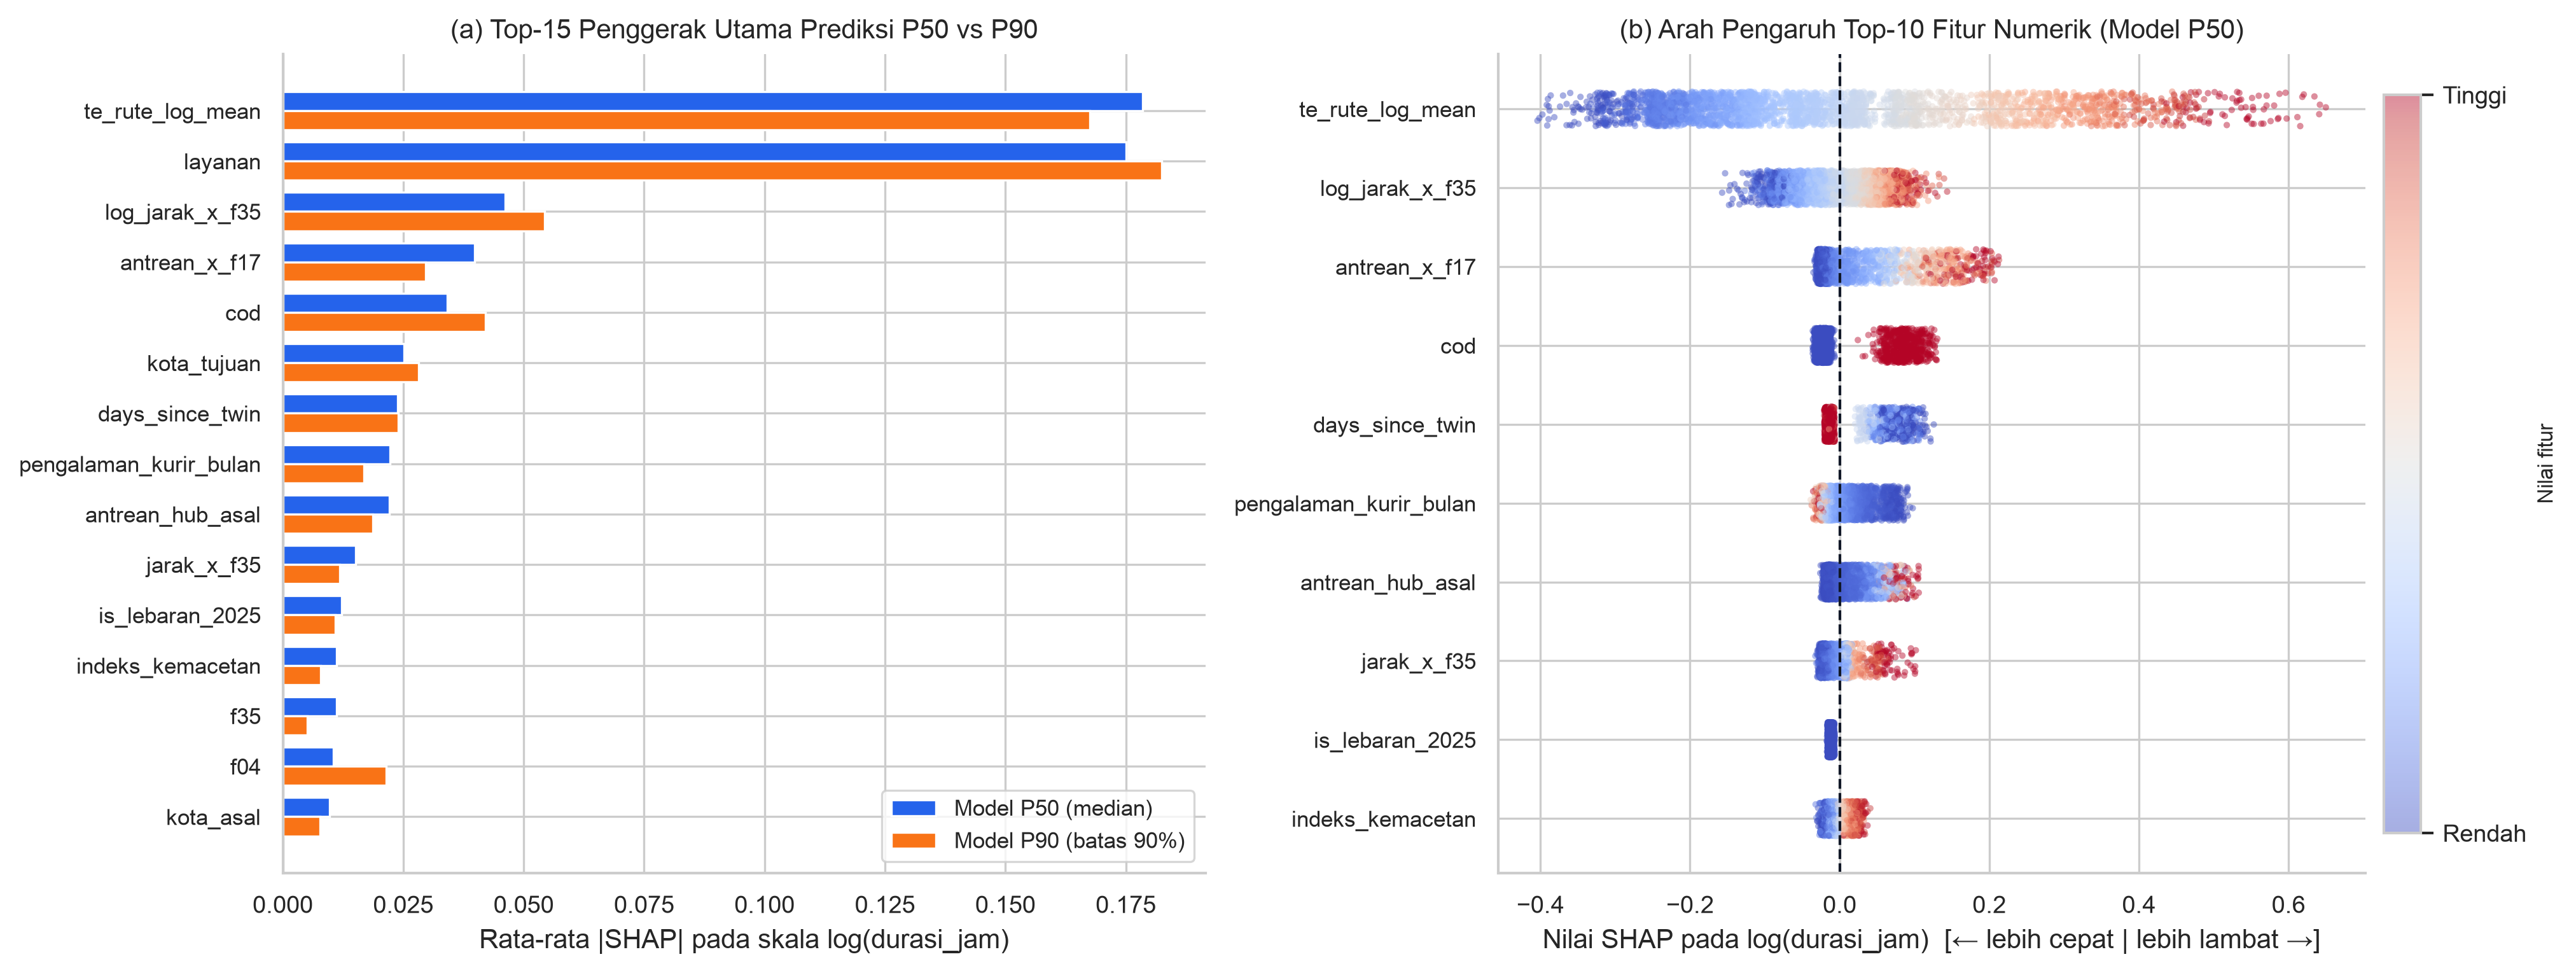 (a) Top-15 Penggerak Utama Prediksi P50 vs P90
te_rute_log_mean
layanan
log_jarak_x_f35
antrean_x_f17
cod
kota_tujuan
days_since_twin
pengalaman_kurir_bulan
antrean_hub_asal
jarak_x_f35
is_lebaran_2025
indeks_kemacetan
f35
f04
kota_asal
Model P50 (median)
Model P90 (batas 90%)
0.000 0.025 0.050 0.075 0.100 0.125 0.150 0.175
Rata-rata |SHAP| pada skala log(durasi_jam)
(b) Arah Pengaruh Top-10 Fitur Numerik (Model P50)
te_rute_log_mean
log_jarak_x_f35
antrean_x_f17
cod
days_since_twin
pengalaman_kurir_bulan
antrean_hub_asal
jarak_x_f35
is_lebaran_2025
indeks_kemacetan
−0.4 −0.2 0.0 0.2 0.4 0.6
Nilai SHAP pada log(durasi_jam) [← lebih cepat | lebih lambat →]
Tinggi
Nilai fitur
Rendah